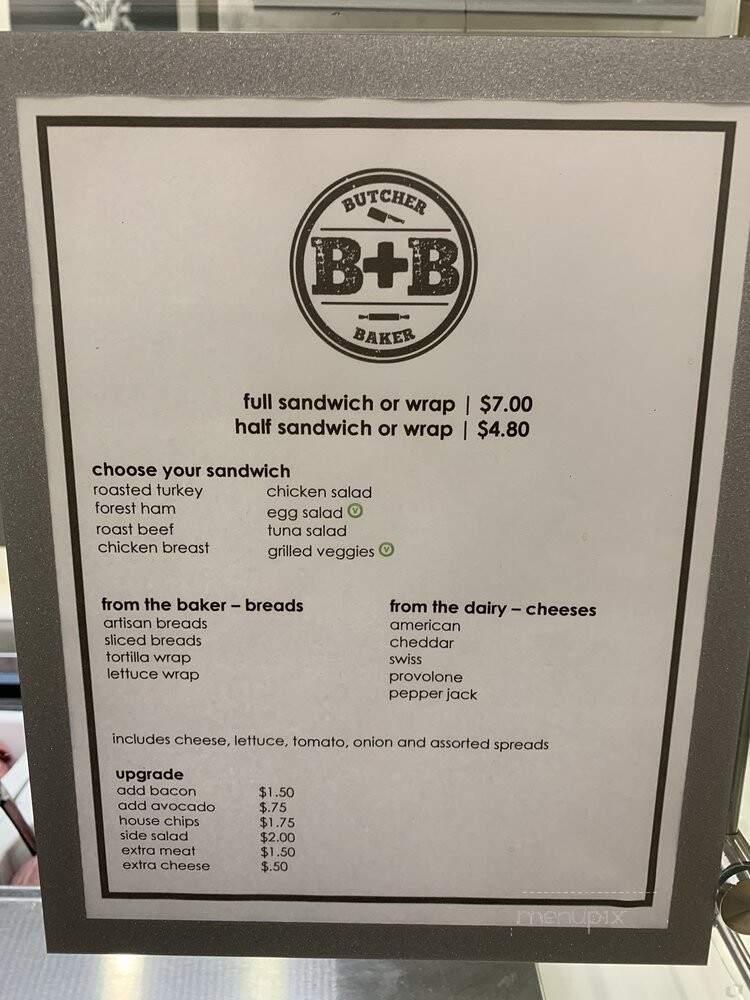 BUTCHER
B+B
BAKER
full sandwich or wrap | $7.00
half sandwich or wrap | $4.80
choose your sandwich
roasted turkey
forest ham
roast beef
chicken breast
chicken salad
egg salad V
tuna salad
grilled veggies V
from the baker – breads
artisan breads
sliced breads
tortilla wrap
lettuce wrap
from the dairy – cheeses
american
cheddar
swiss
provolone
pepper jack
includes cheese, lettuce, tomato, onion and assorted spreads
upgrade
add bacon $1.50
add avocado $.75
house chips $1.75
side salad $2.00
extra meat $1.50
extra cheese $.50
menupix